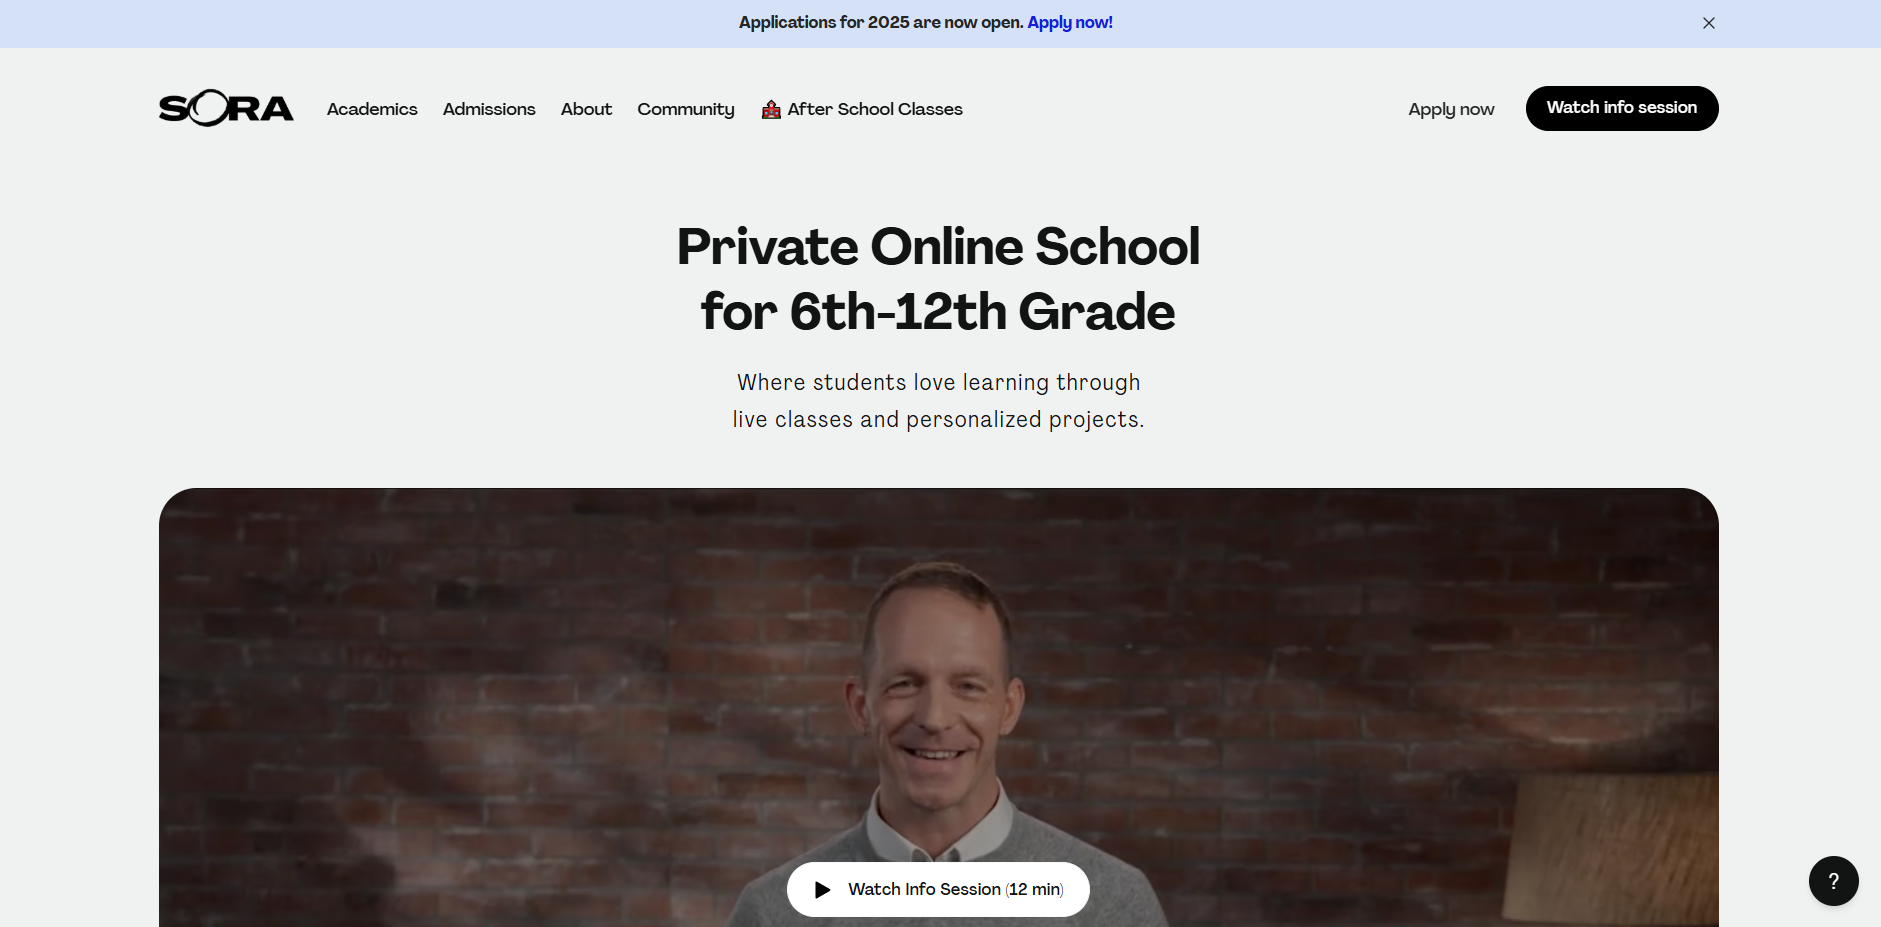 Applications for 2025 are now open. Apply now!
SORA
Academics
Admissions
About
Community
After School Classes
Apply now
Watch info session
Private Online School
for 6th-12th Grade
Where students love learning through
live classes and personalized projects.
Watch Info Session (12 min)
?